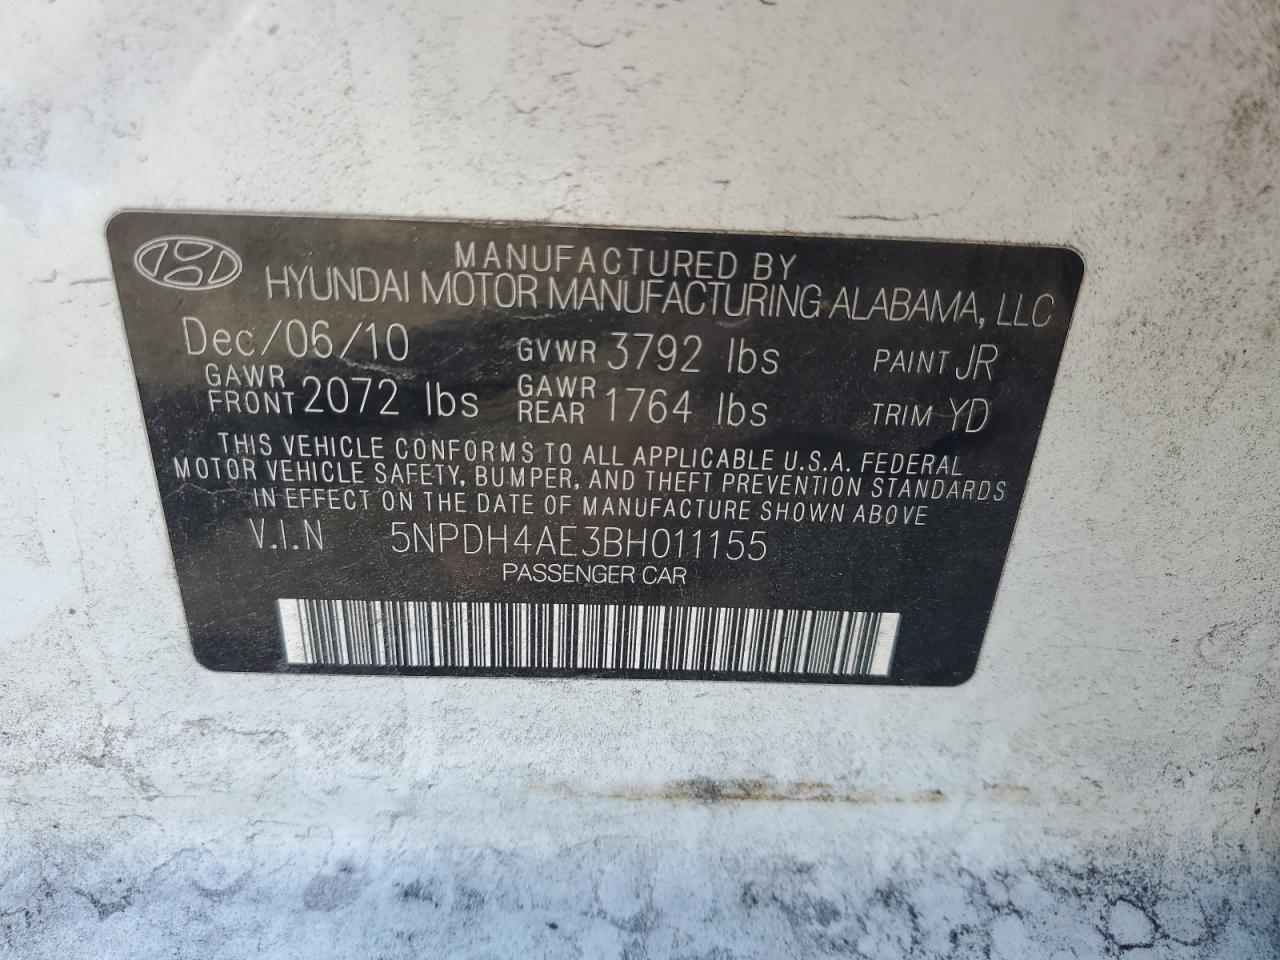 MANUFACTURED BY
HYUNDAI MOTOR MANUFACTURING ALABAMA, LLC
Dec/06/10 GVWR 3792 lbs PAINT JR
GAWR FRONT 2072 lbs GAWR REAR 1764 lbs TRIM YD
THIS VEHICLE CONFORMS TO ALL APPLICABLE U.S.A. FEDERAL
MOTOR VEHICLE SAFETY, BUMPER, AND THEFT PREVENTION STANDARDS
IN EFFECT ON THE DATE OF MANUFACTURE SHOWN ABOVE
V.I.N 5NPDH4AE3BH011155
PASSENGER CAR